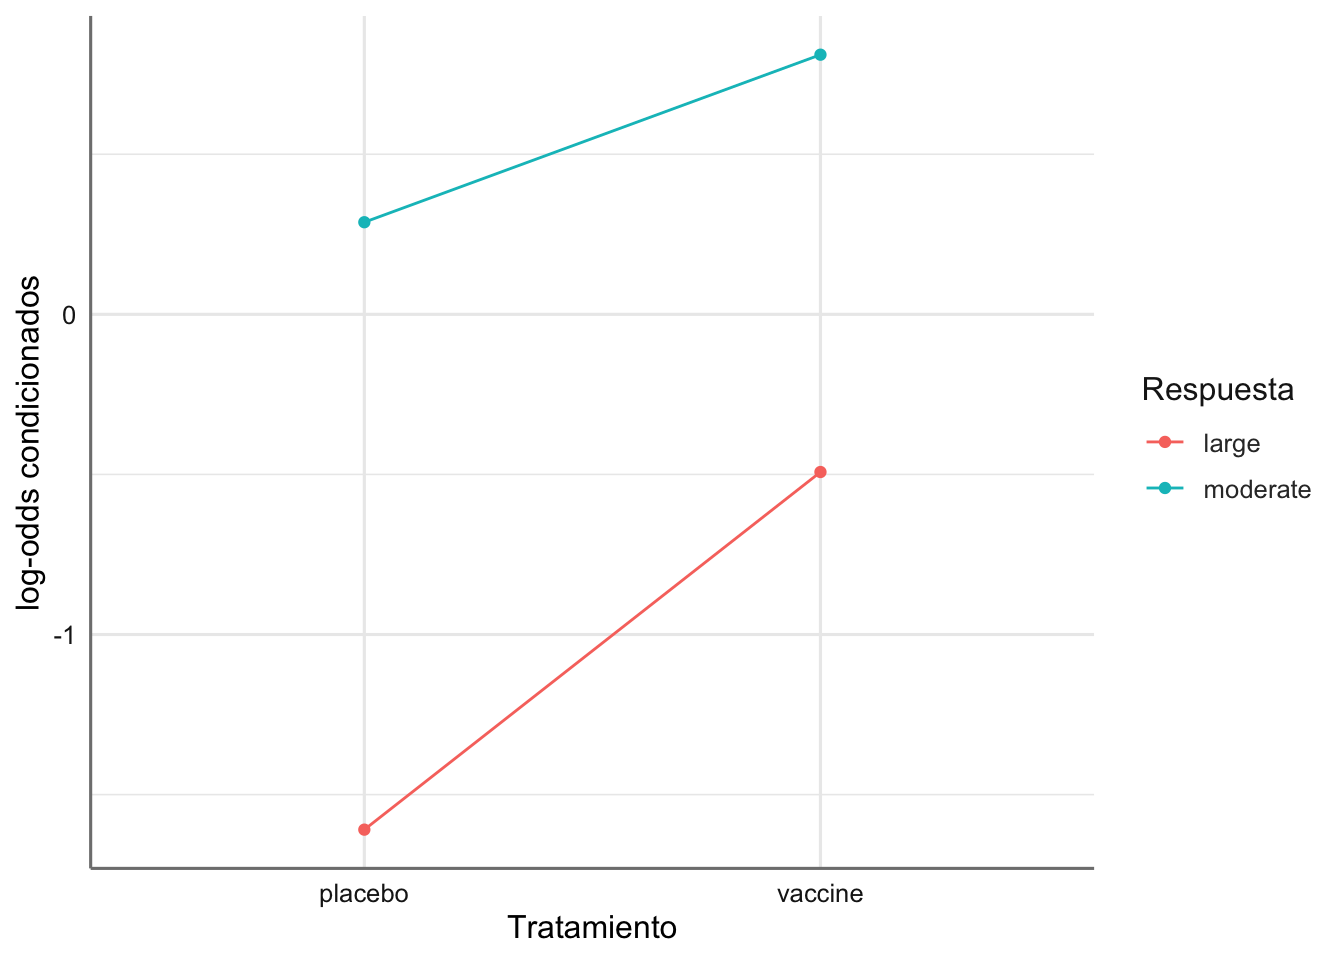 log-odds condicionados
0
-1
placebo
vaccine
Tratamiento
Respuesta
large
moderate